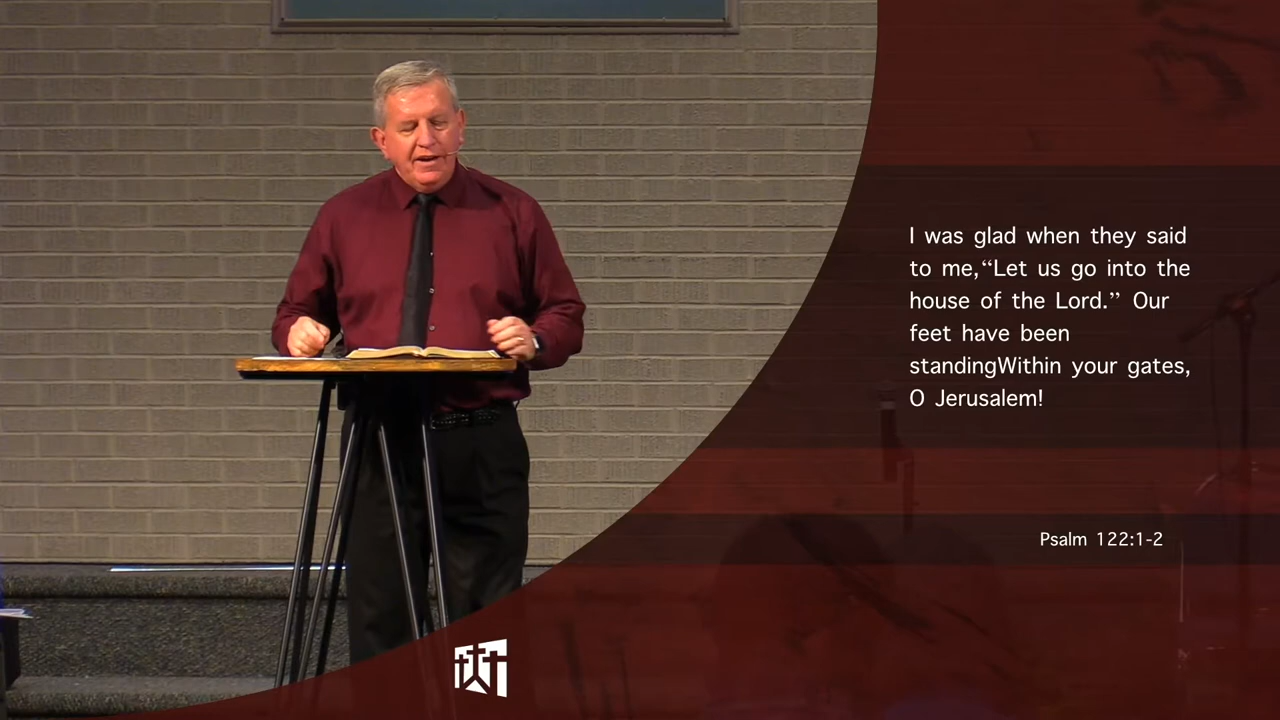 I was glad when they said
to me,“Let us go into the
house of the Lord.” Our
feet have been
standingWithin your gates,
O Jerusalem!
Psalm 122:1-2